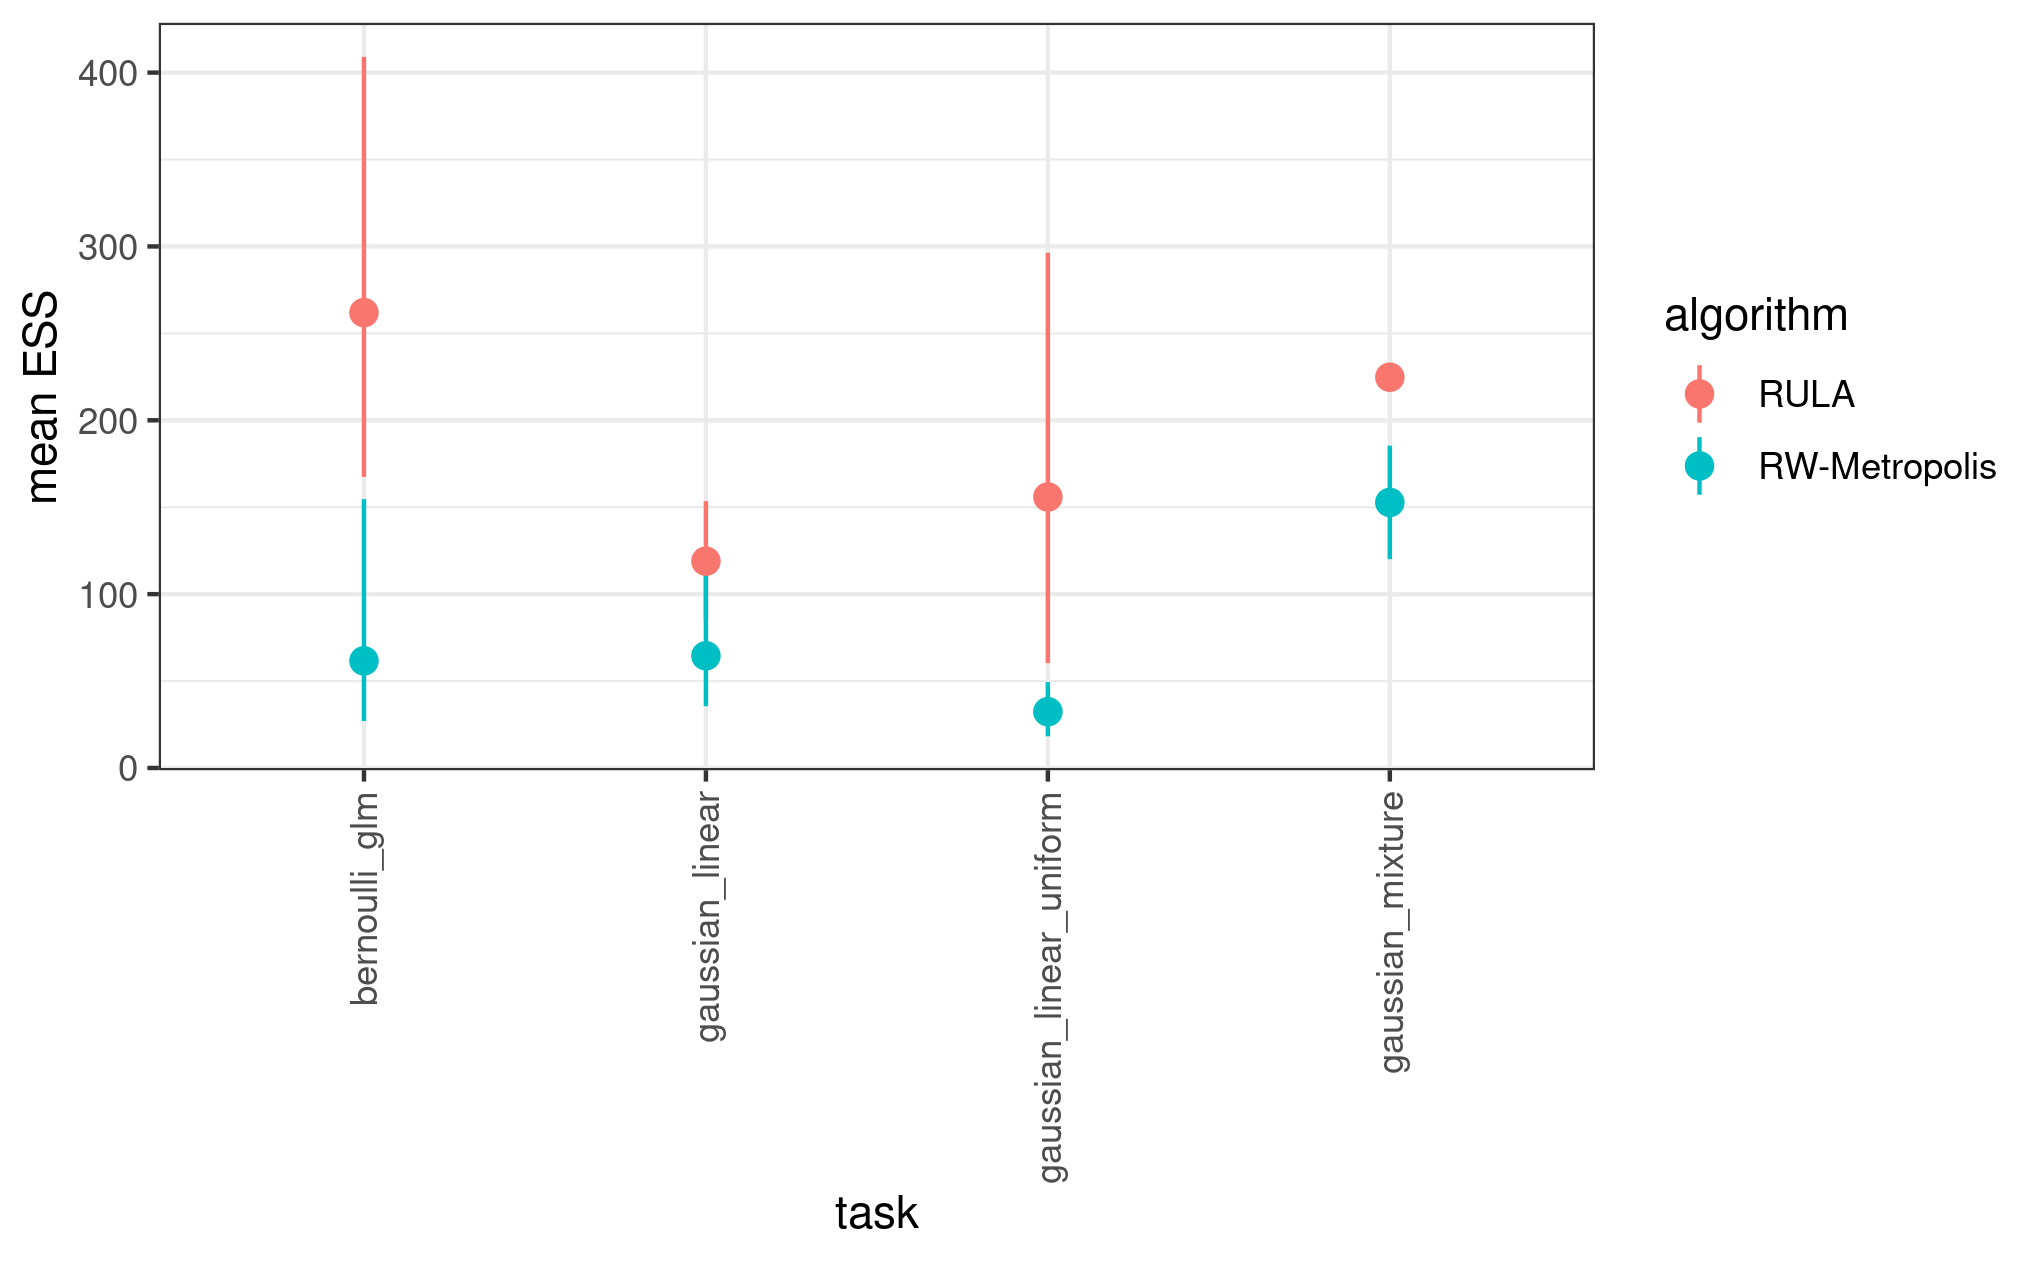 mean ESS
400
300
200
100
0
bernoulli_glm
gaussian_linear
gaussian_linear_uniform
gaussian_mixture
task
algorithm
RULA
RW-Metropolis